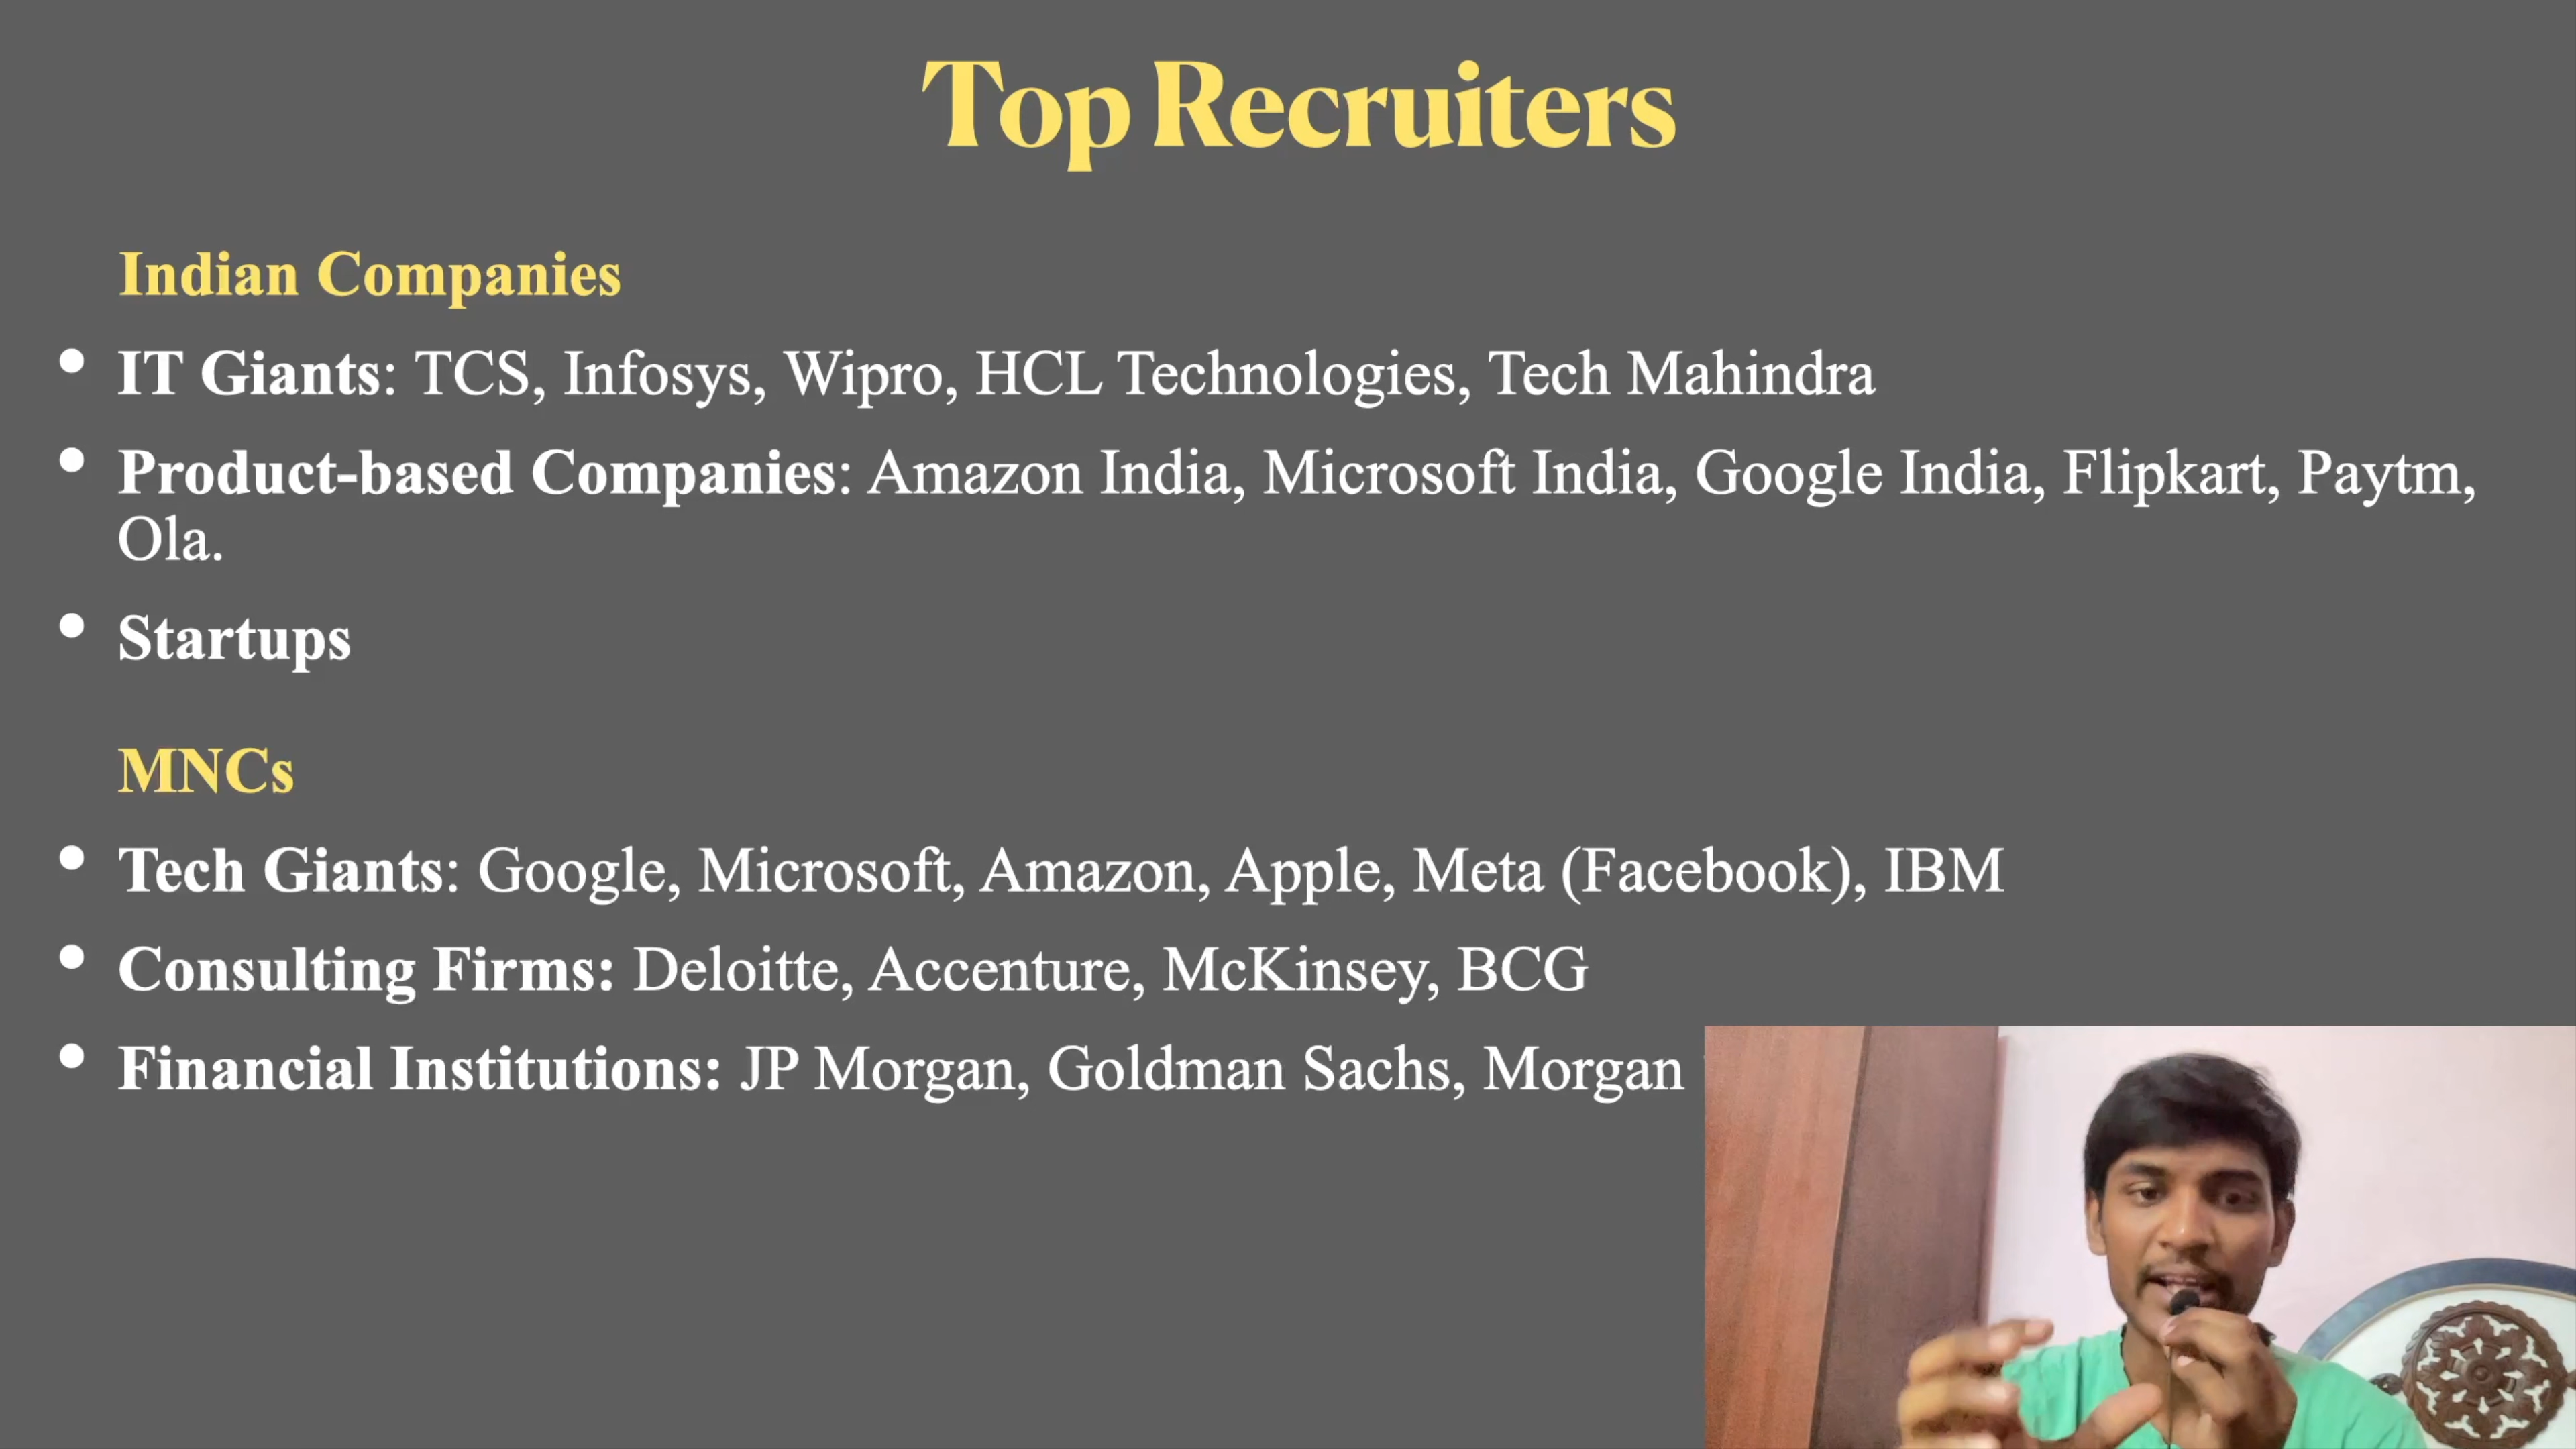 Top Recruiters
Indian Companies
• IT Giants: TCS, Infosys, Wipro, HCL Technologies, Tech Mahindra
• Product-based Companies: Amazon India, Microsoft India, Google India, Flipkart, Paytm,
Ola.
• Startups
MNCs
• Tech Giants: Google, Microsoft, Amazon, Apple, Meta (Facebook), IBM
• Consulting Firms: Deloitte, Accenture, McKinsey, BCG
• Financial Institutions: JP Morgan, Goldman Sachs, Morgan